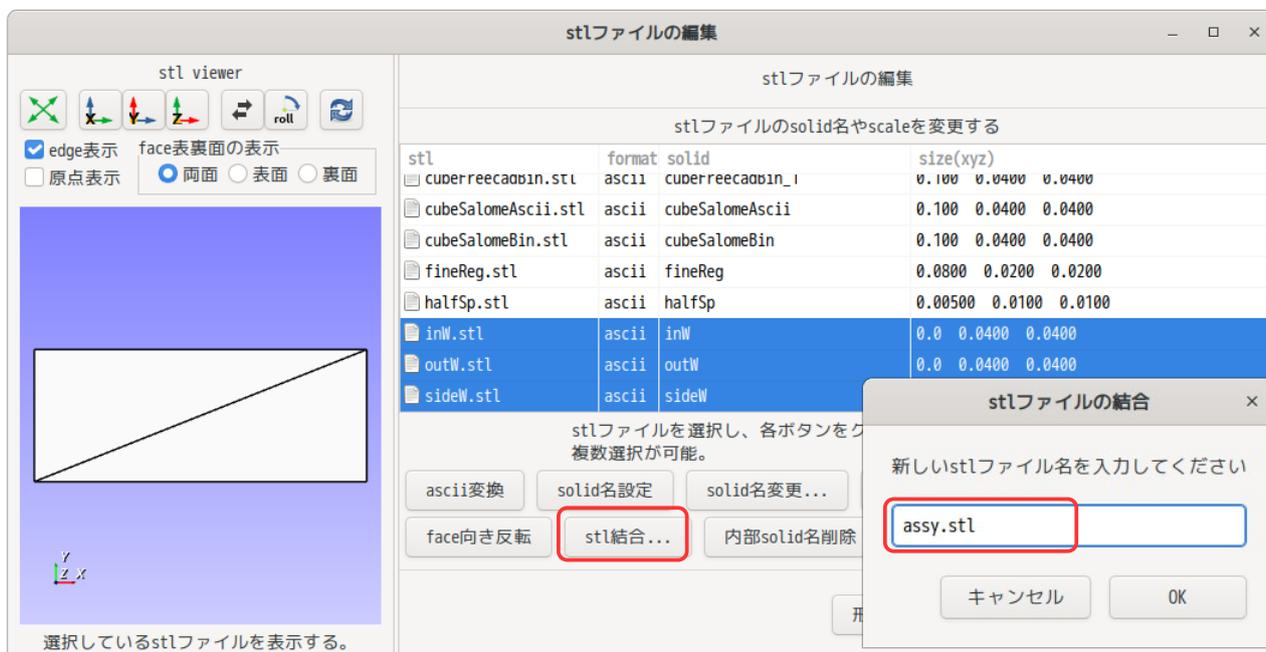 stlファイルの編集
stl viewer
X Y Z roll
edge表示 face表裏面の表示
原点表示 両面 表面 裏面
Y
Z X
選択しているstlファイルを表示する。
stlファイルの編集
stlファイルのsolid名やscaleを変更する
stl format solid size(xyz)
cubeFreecadBin.stl ascii cubeFreecadBin_1 0.100 0.0400 0.0400
cubeSalomeAscii.stl ascii cubeSalomeAscii 0.100 0.0400 0.0400
cubeSalomeBin.stl ascii cubeSalomeBin 0.100 0.0400 0.0400
fineReg.stl ascii fineReg 0.0800 0.0200 0.0200
halfSp.stl ascii halfSp 0.00500 0.0100 0.0100
inW.stl ascii inW 0.0 0.0400 0.0400
outW.stl ascii outW 0.0 0.0400 0.0400
sideW.stl ascii sideW
stlファイルを選択し、各ボタンをク
複数選択が可能。
ascii変換 solid名設定 solid名変更...
face向き反転 stl結合... 内部solid名削除
stlファイルの結合
新しいstlファイル名を入力してください
assy.stl
キャンセル OK